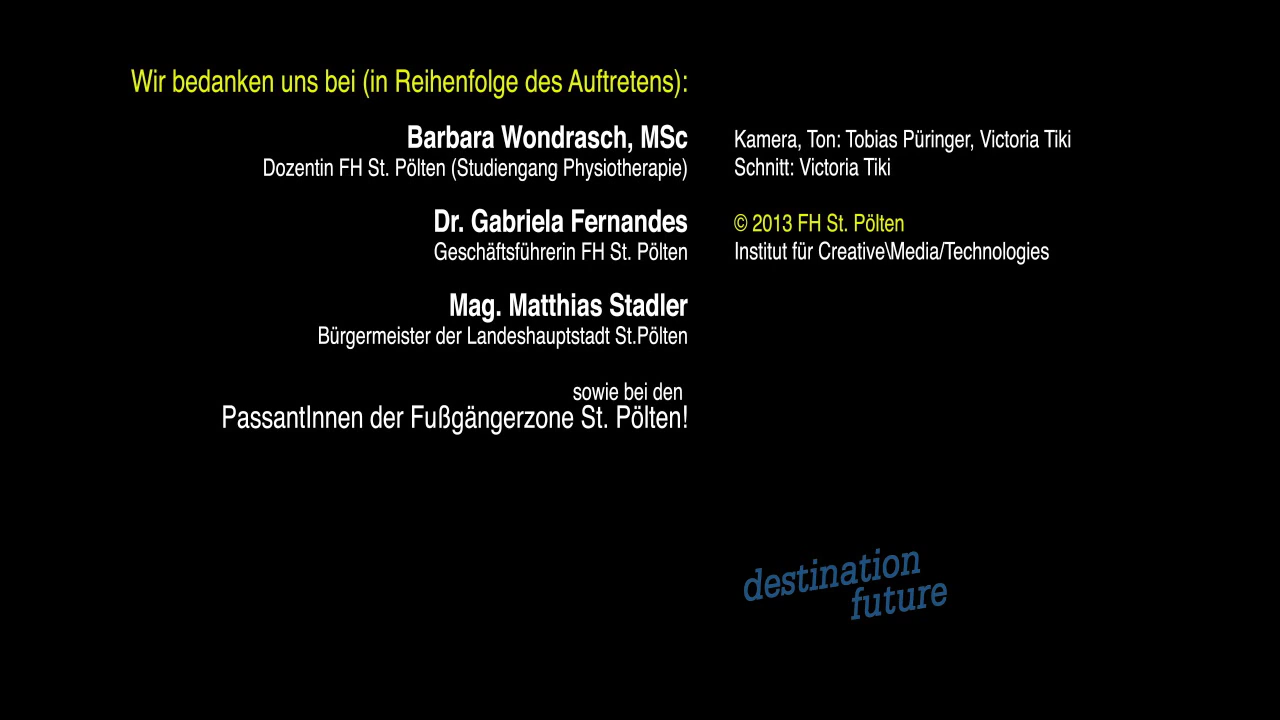 Wir bedanken uns bei (in Reihenfolge des Auftretens):
Barbara Wondrasch, MSc
Dozentin FH St. Pölten (Studiengang Physiotherapie)
Dr. Gabriela Fernandes
Geschäftsführerin FH St. Pölten
Mag. Matthias Stadler
Bürgermeister der Landeshauptstadt St.Pölten
sowie bei den
PassantInnen der Fußgängerzone St. Pölten!
Kamera, Ton: Tobias Püringer, Victoria Tiki
Schnitt: Victoria Tiki
© 2013 FH St. Pölten
Institut für Creative\Media/Technologies
destination
future